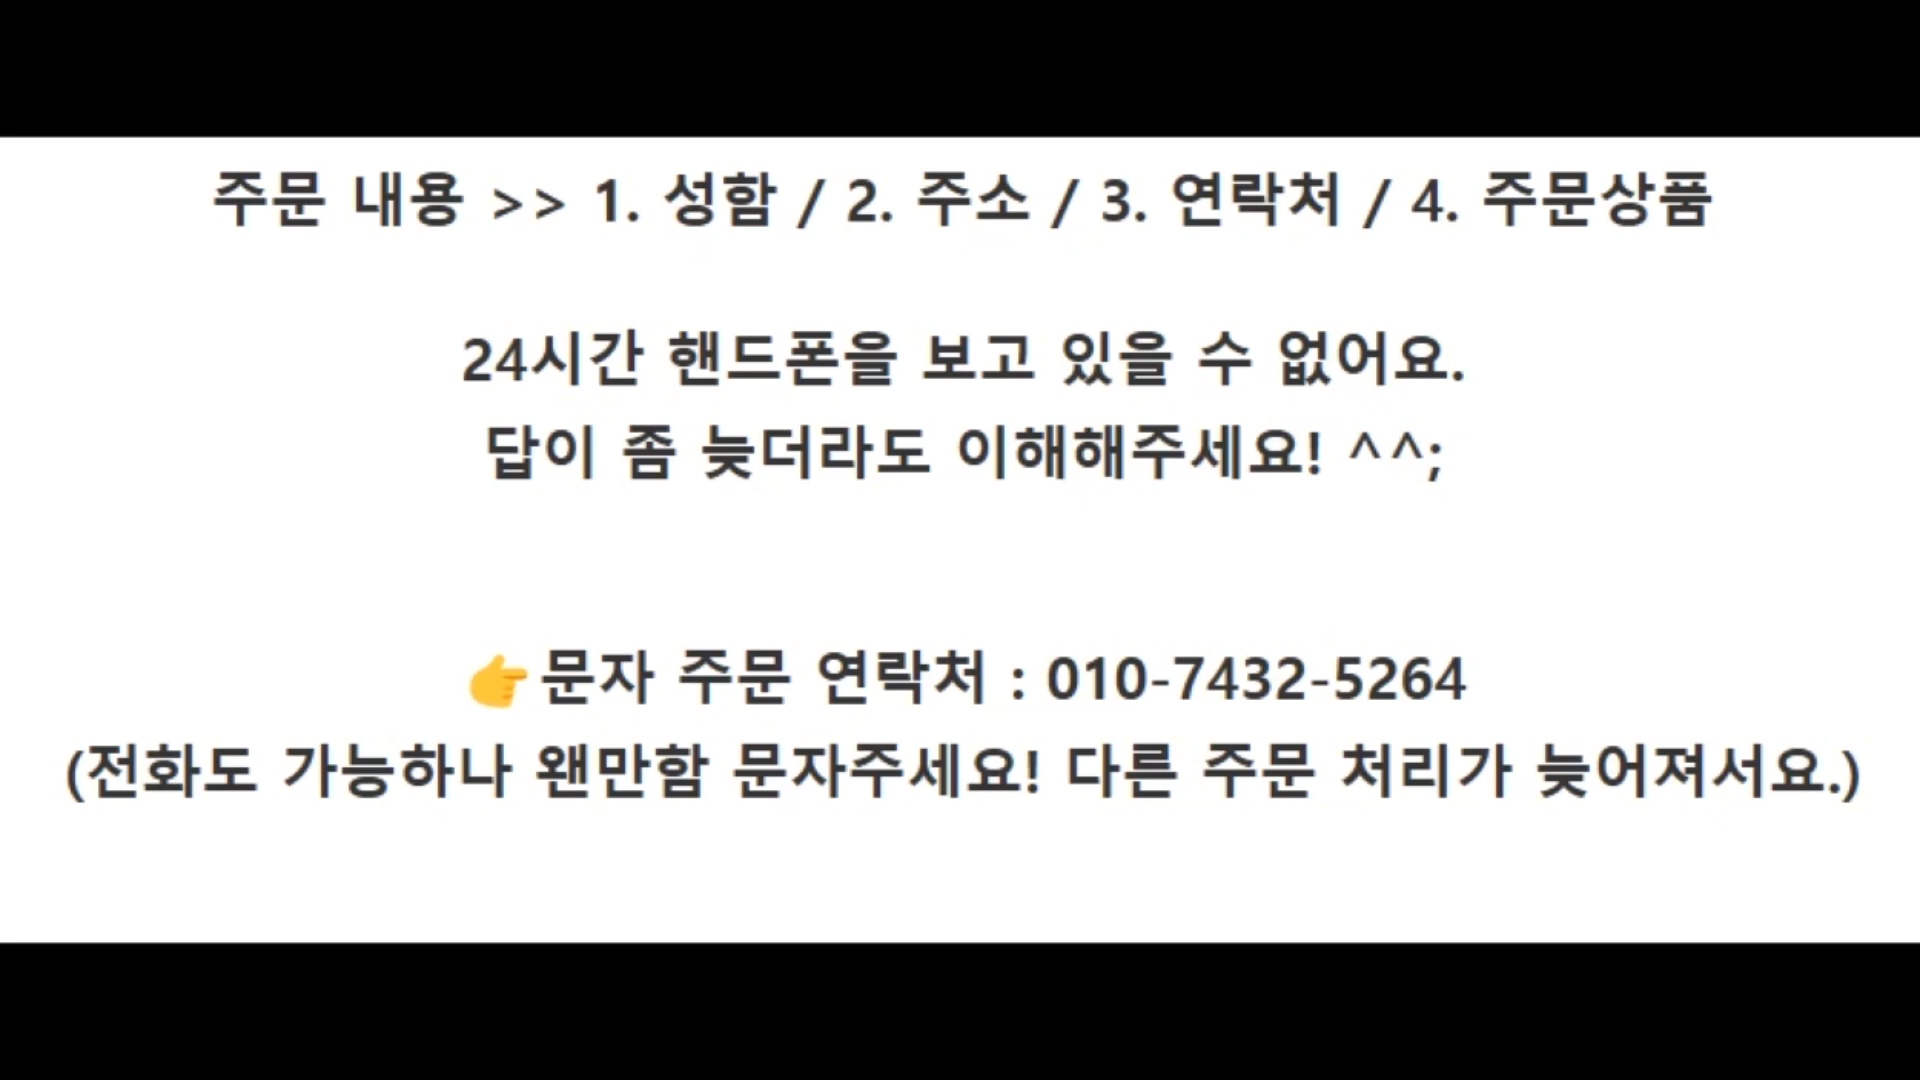 주문 내용 >> 1. 성함 / 2. 주소 / 3. 연락처 / 4. 주문상품
24시간 핸드폰을 보고 있을 수 없어요.
답이 좀 늦더라도 이해해주세요! ^^;
👉문자 주문 연락처 : 010-7432-5264
(전화도 가능하나 왠만함 문자주세요! 다른 주문 처리가 늦어져서요.)